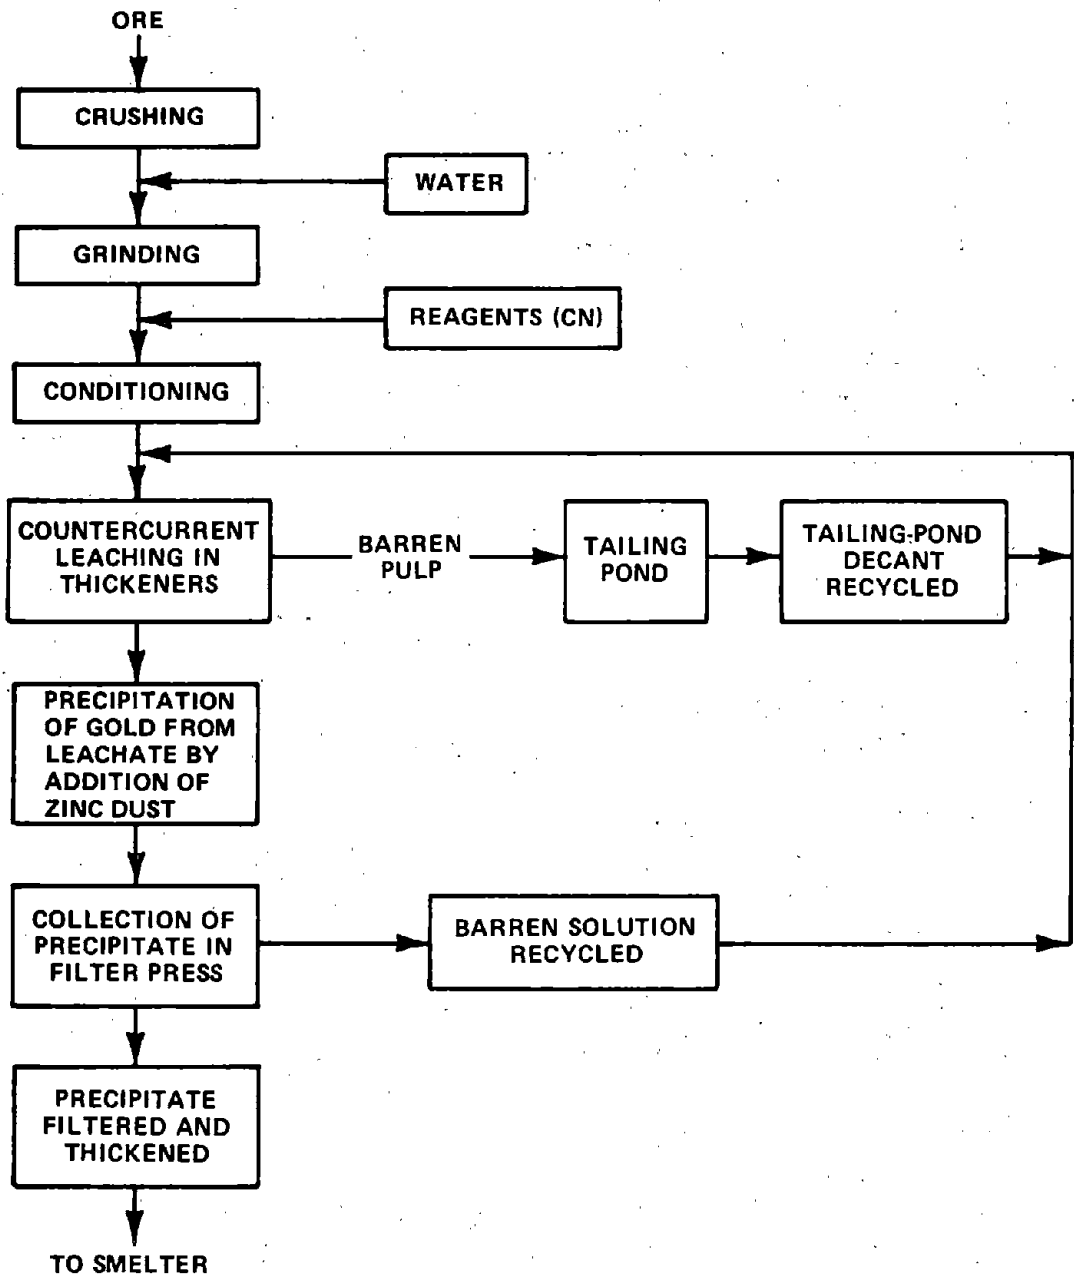 ORE
CRUSHING
WATER
GRINDING
REAGENTS (CN)
CONDITIONING
COUNTERCURRENT
LEACHING IN
THICKENERS
BARREN
PULP
TAILING
POND
TAILING-POND
DECANT
RECYCLED
PRECIPITATION
OF GOLD FROM
LEACHATE BY
ADDITION OF
ZINC DUST
COLLECTION OF
PRECIPITATE IN
FILTER PRESS
BARREN SOLUTION
RECYCLED
PRECIPITATE
FILTERED AND
THICKENED
TO SMELTER